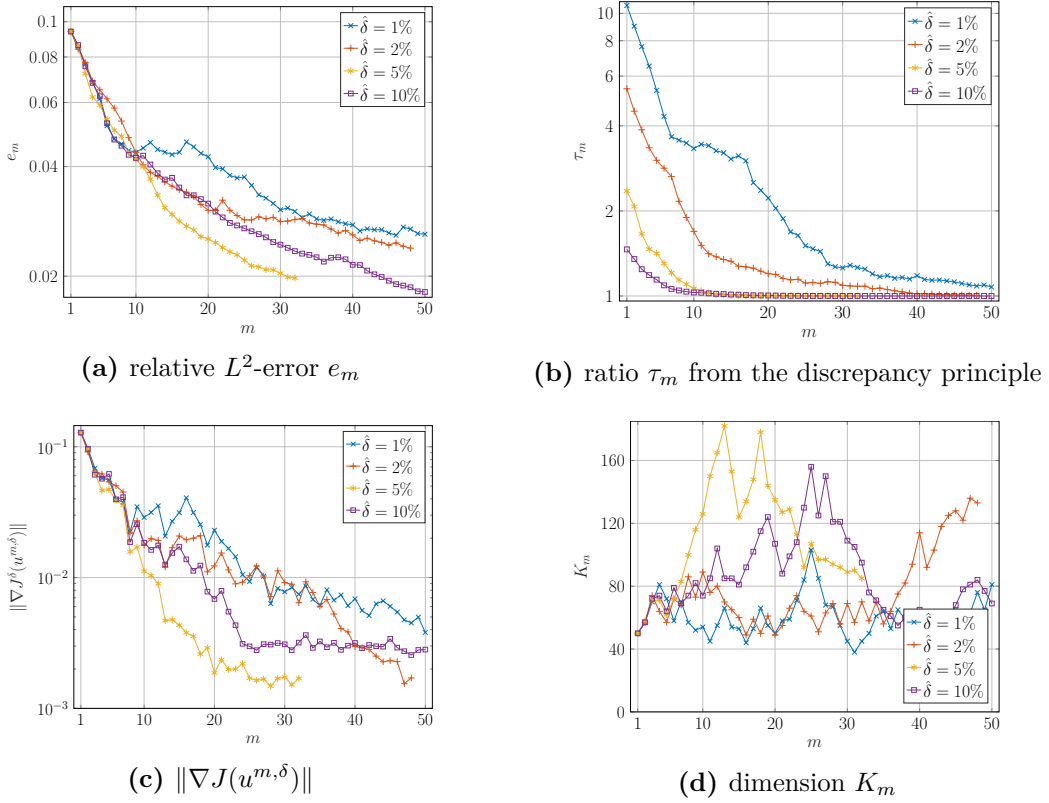 0.1
0.08
0.06
0.04
0.02
e_m
1 10 20 30 40 50
m
δ̂ = 1%
δ̂ = 2%
δ̂ = 5%
δ̂ = 10%
(a) relative L²-error e_m
10
8
6
4
2
1
τ_m
1 10 20 30 40 50
m
δ̂ = 1%
δ̂ = 2%
δ̂ = 5%
δ̂ = 10%
(b) ratio τ_m from the discrepancy principle
10⁻¹
10⁻²
10⁻³
‖∇J^δ(u^{m,δ})‖
1 10 20 30 40 50
m
δ̂ = 1%
δ̂ = 2%
δ̂ = 5%
δ̂ = 10%
(c) ‖∇J(u^{m,δ})‖
160
120
80
40
0
K_m
1 10 20 30 40 50
m
δ̂ = 1%
δ̂ = 2%
δ̂ = 5%
δ̂ = 10%
(d) dimension K_m